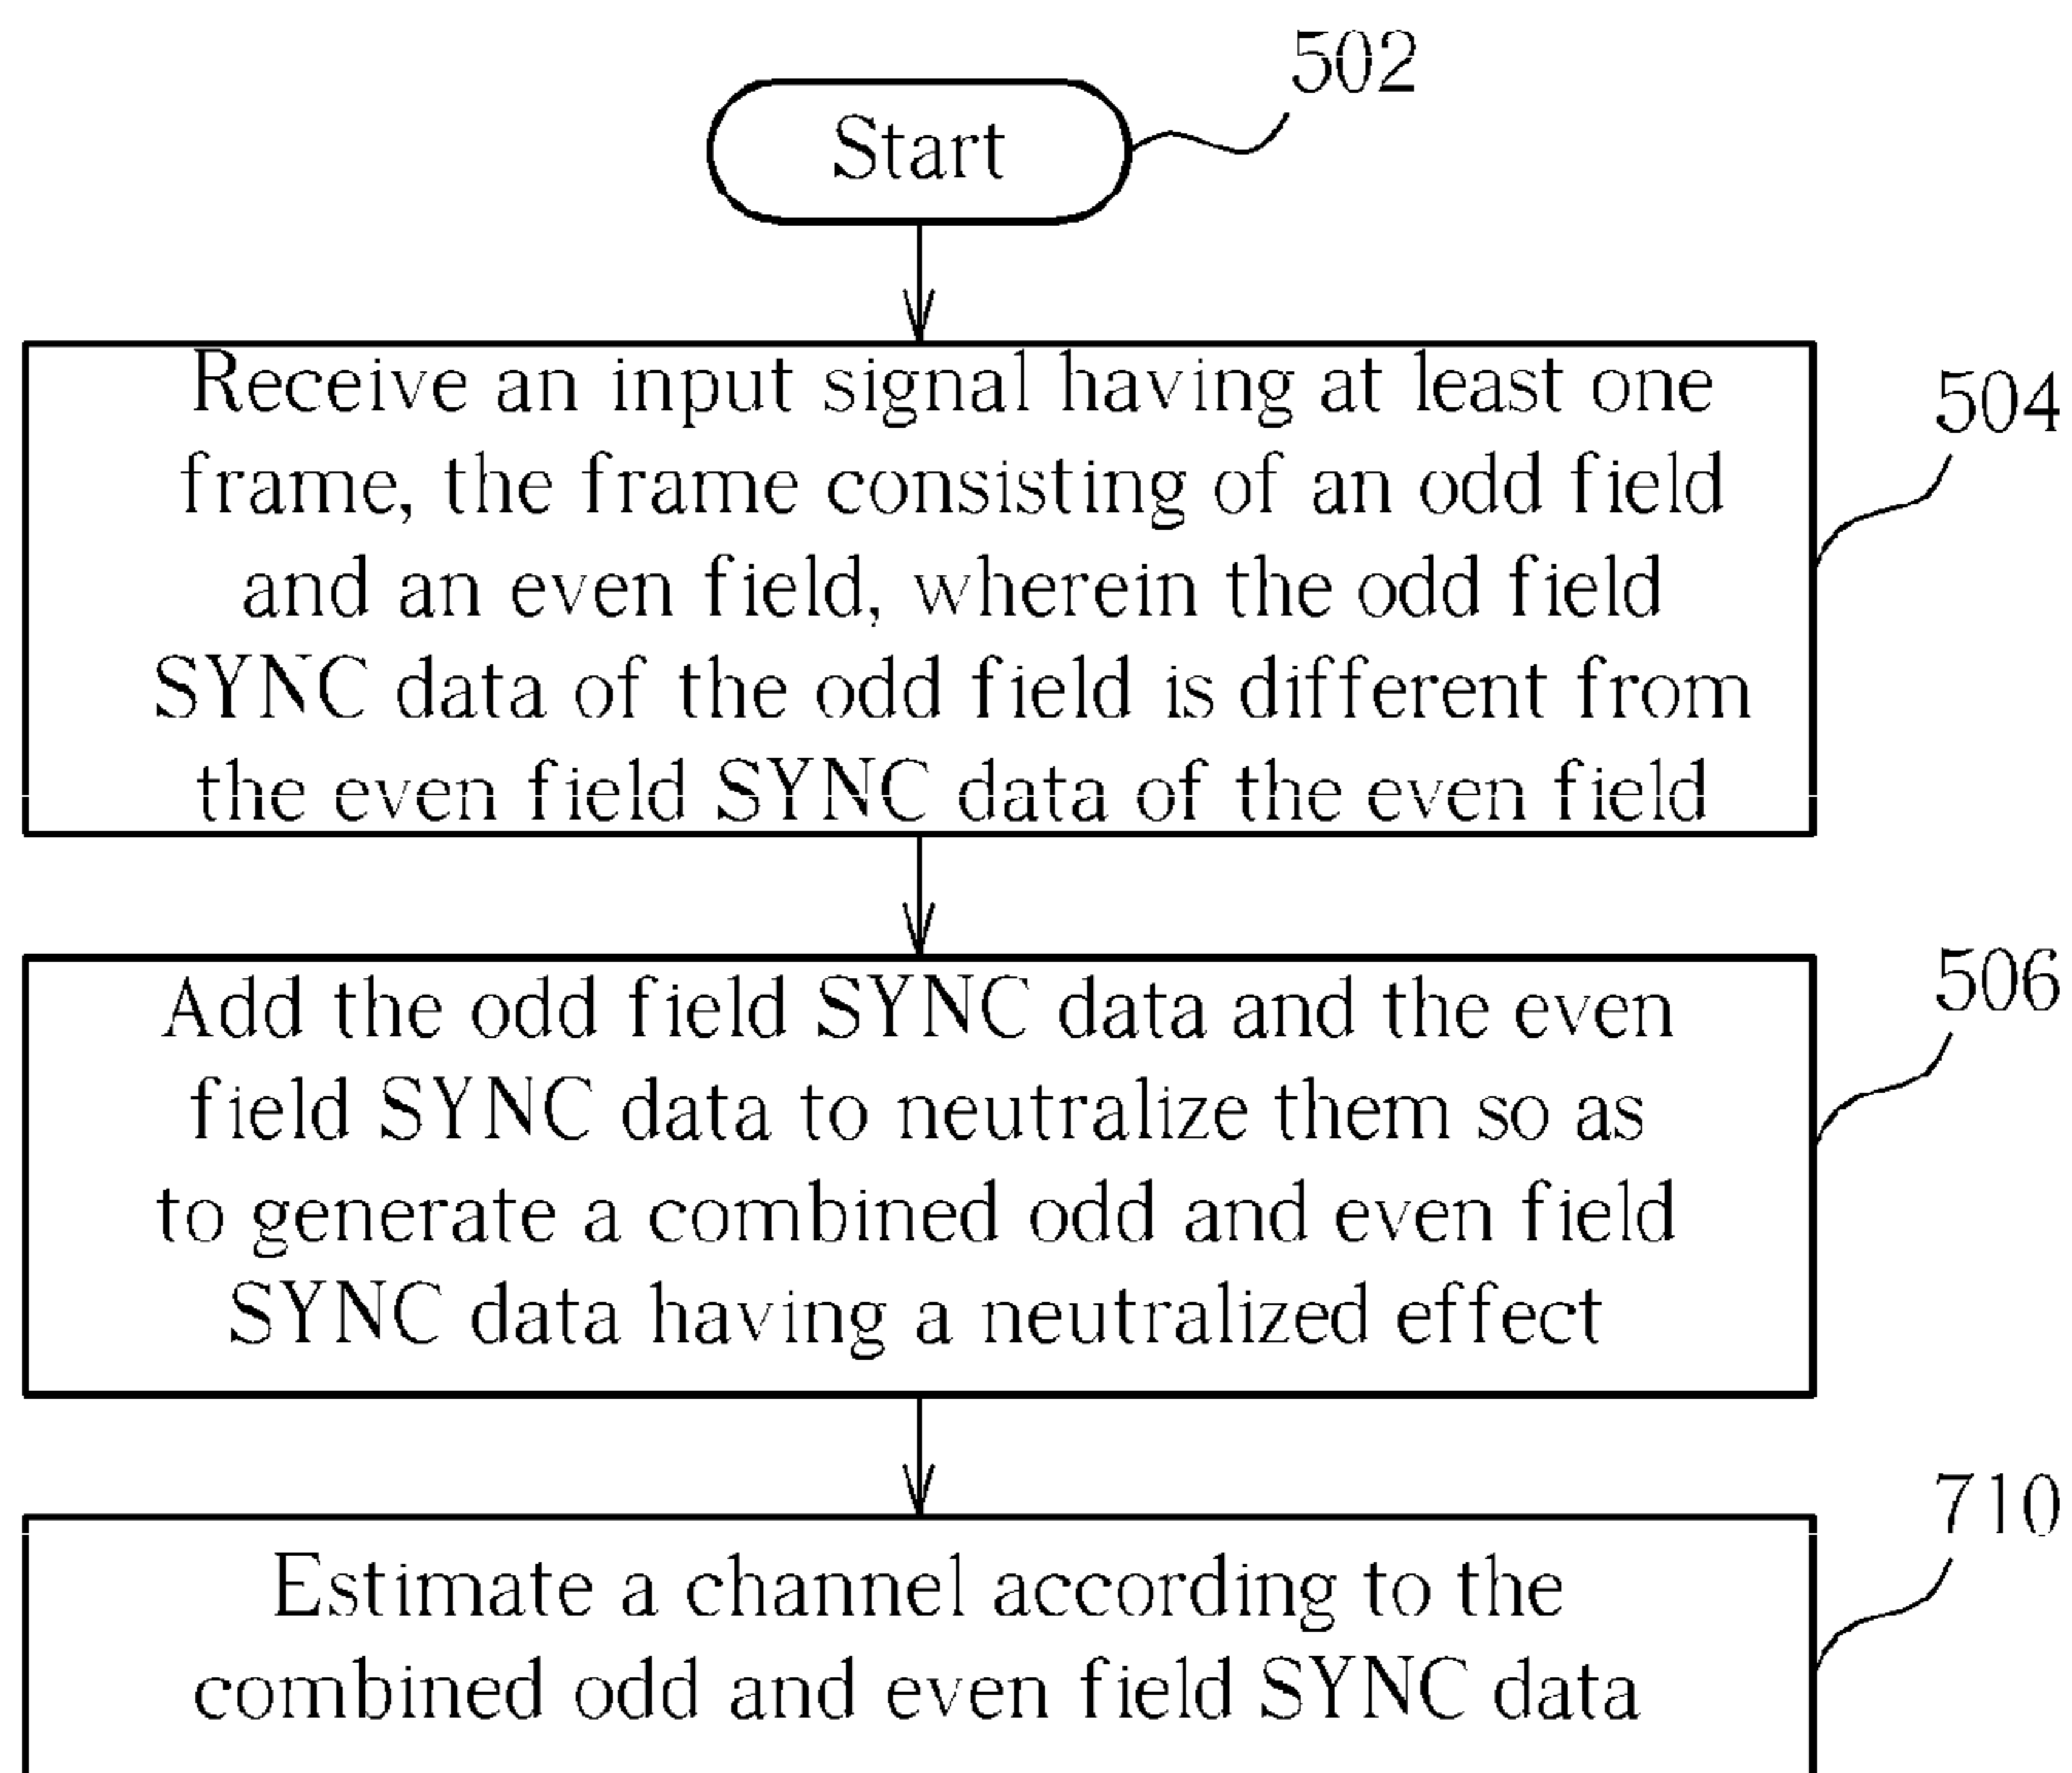 502
Start
Receive an input signal having at least one
504
frame, the frame consisting of an odd field
and an even field, wherein the odd field
SYNC data of the odd field is different from
the even field SYNC data of the even field
506
Add the odd field SYNC data and the even
field SYNC data to neutralize them so as
to generate a combined odd and even field
SYNC data having a neutralized effect
710
Estimate a channel according to the
combined odd and even field SYNC data